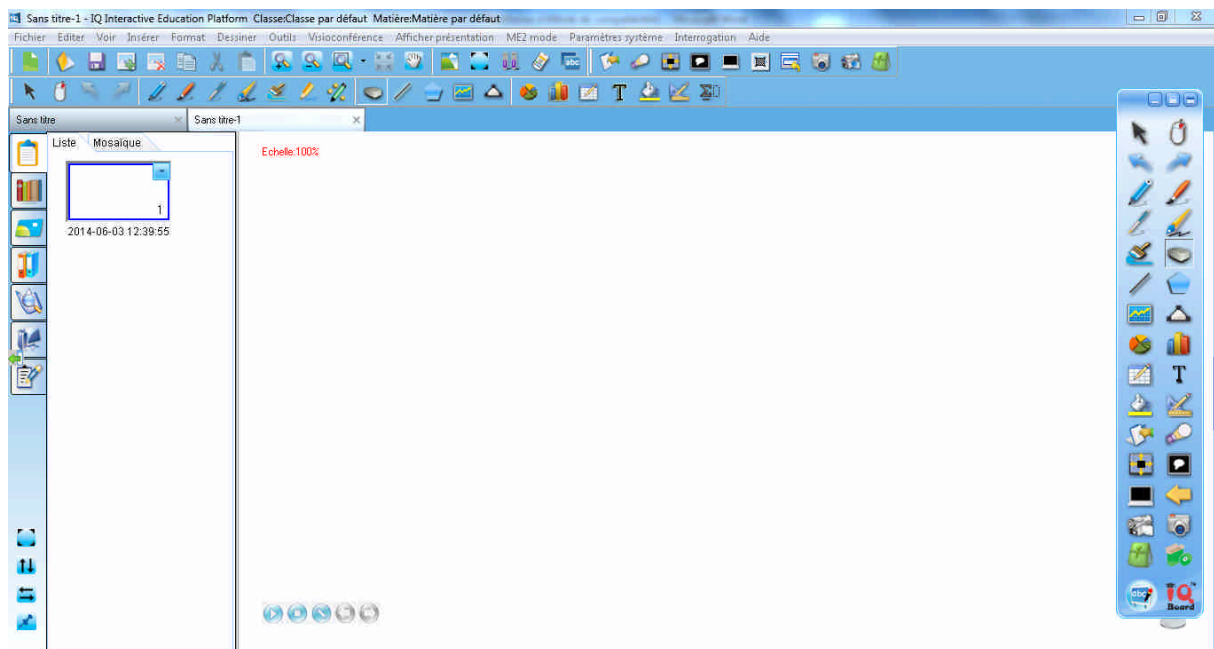 Sans titre-1 - IQ Interactive Education Platform Classe:Classe par défaut Matière:Matière par défaut
Fichier Editer Voir Insérer Format Dessiner Outils Visioconférence Afficher présentation ME2 mode Paramètres système Interrogation Aide
abc
T
Sans titre Sans titre-1
Liste Mosaïque
Echelle:100%
1
2014-06-03 12:39:55
T
abc
IQ
Board